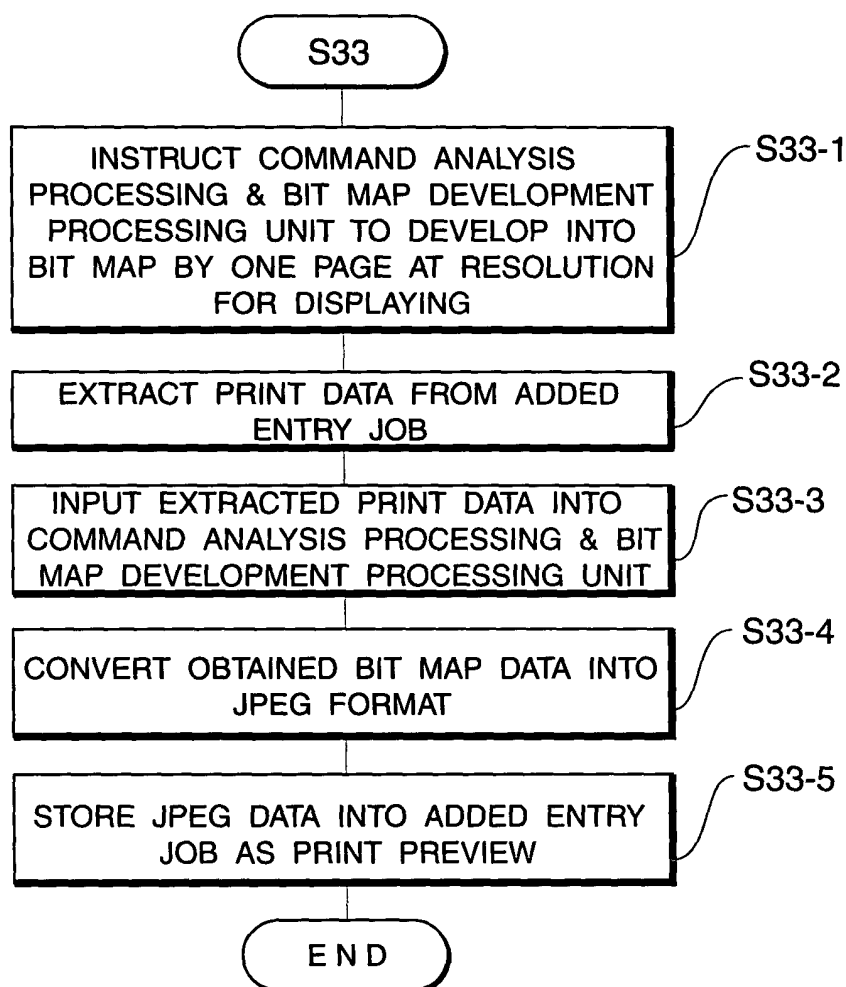 S33
INSTRUCT COMMAND ANALYSIS
PROCESSING & BIT MAP DEVELOPMENT
PROCESSING UNIT TO DEVELOP INTO
BIT MAP BY ONE PAGE AT RESOLUTION
FOR DISPLAYING
S33-1
EXTRACT PRINT DATA FROM ADDED
ENTRY JOB
S33-2
INPUT EXTRACTED PRINT DATA INTO
COMMAND ANALYSIS PROCESSING & BIT
MAP DEVELOPMENT PROCESSING UNIT
S33-3
CONVERT OBTAINED BIT MAP DATA INTO
JPEG FORMAT
S33-4
STORE JPEG DATA INTO ADDED ENTRY
JOB AS PRINT PREVIEW
S33-5
END